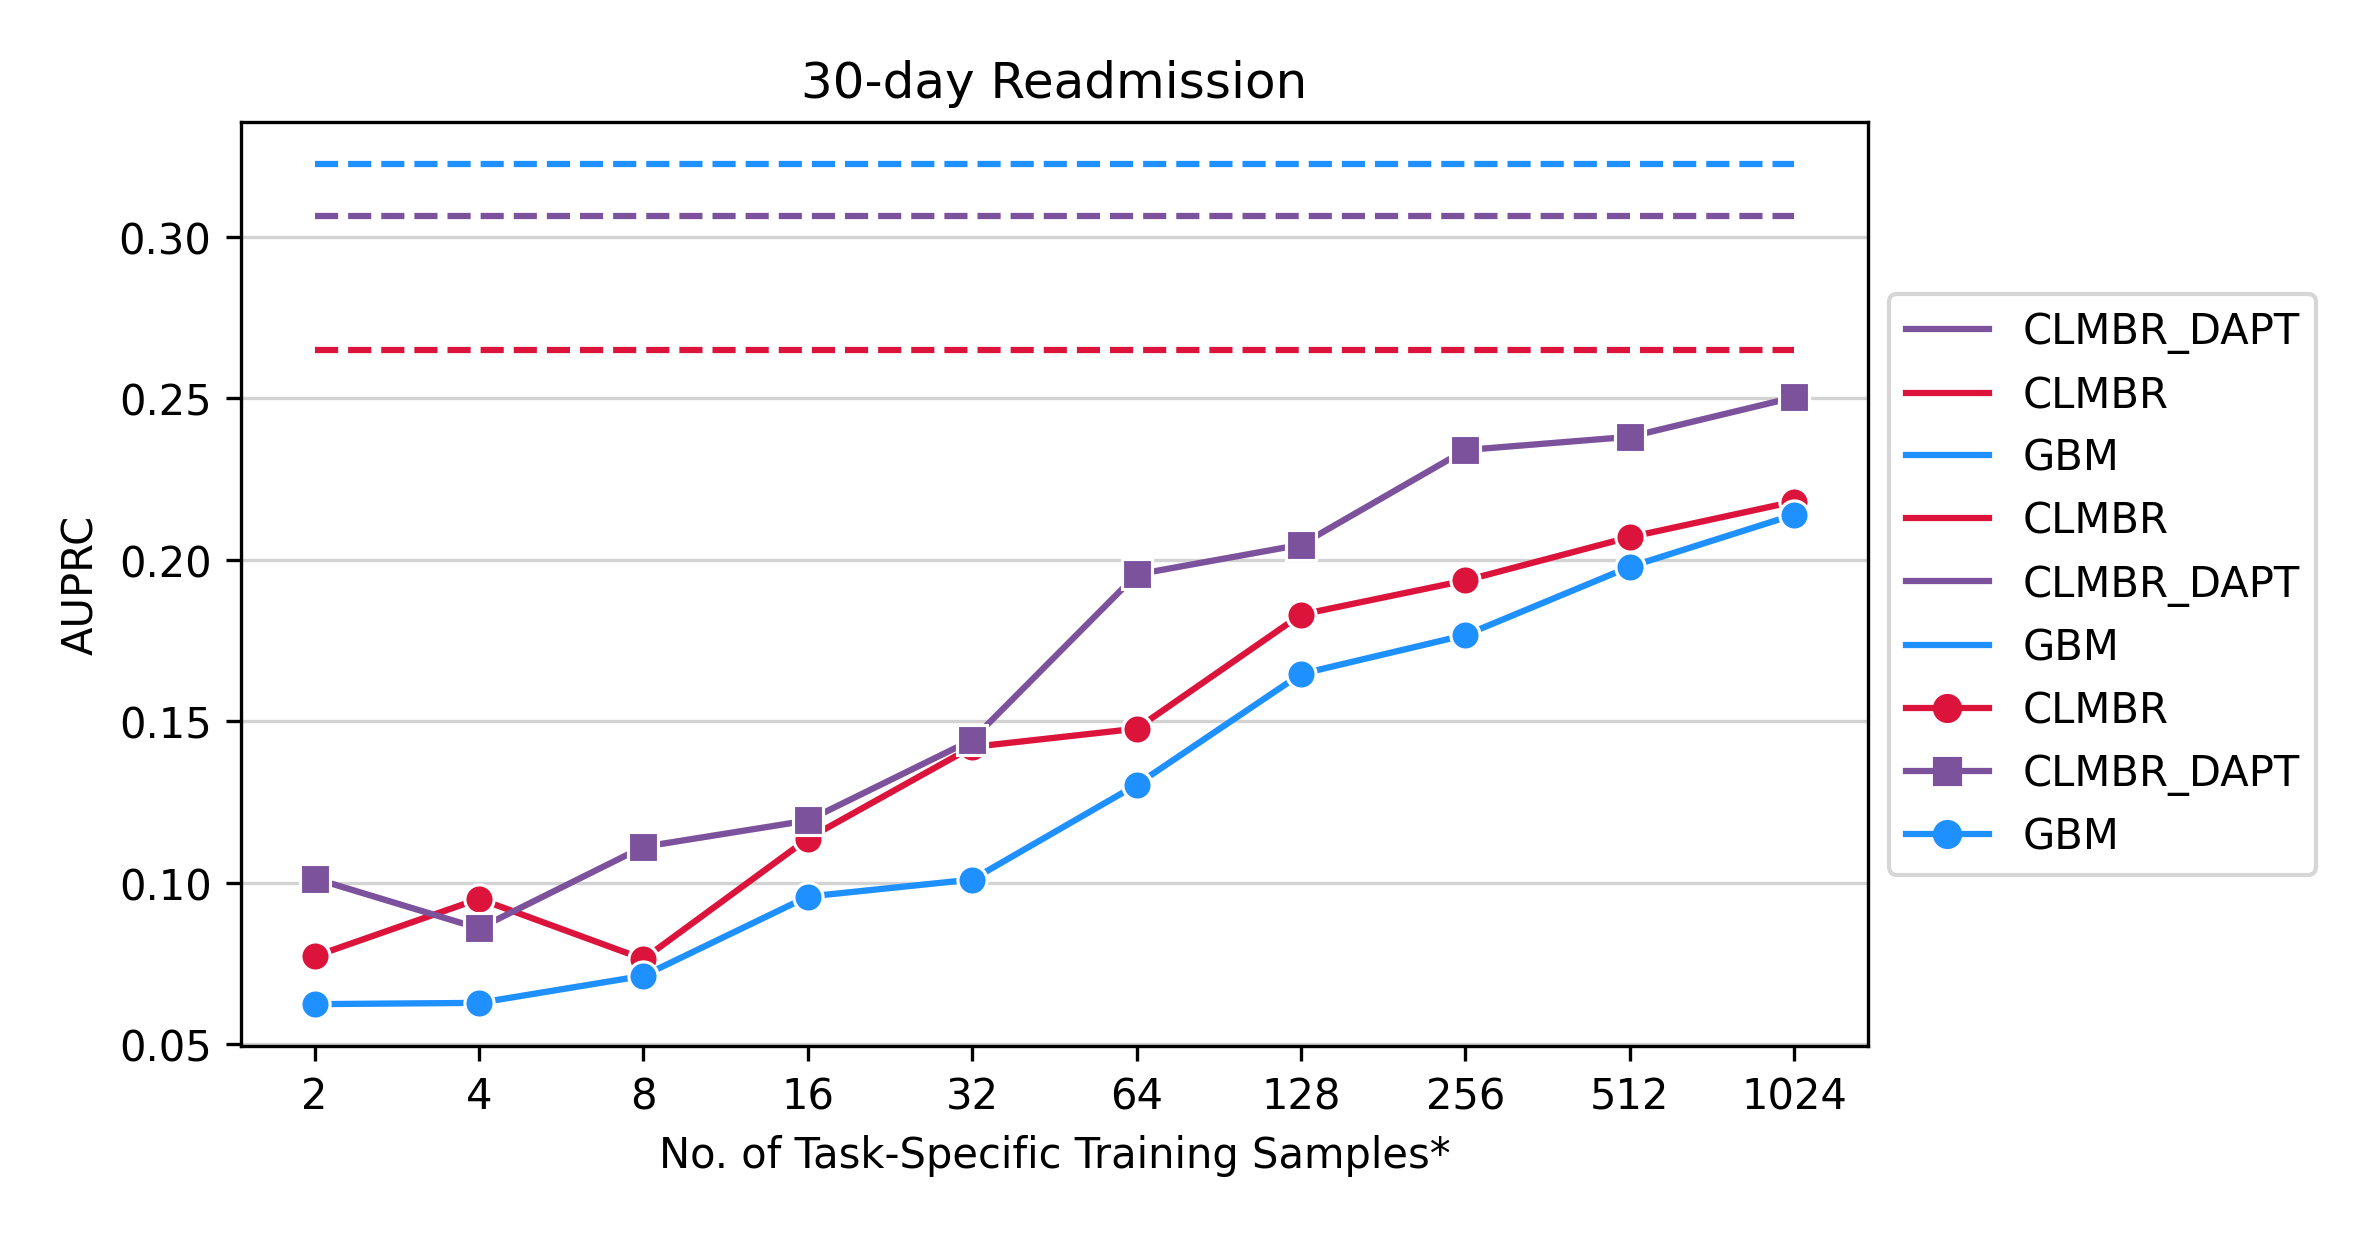 30-day Readmission
AUPRC
0.30
0.25
0.20
0.15
0.10
0.05
2 4 8 16 32 64 128 256 512 1024
No. of Task-Specific Training Samples*
CLMBR_DAPT
CLMBR
GBM
CLMBR
CLMBR_DAPT
GBM
CLMBR
CLMBR_DAPT
GBM